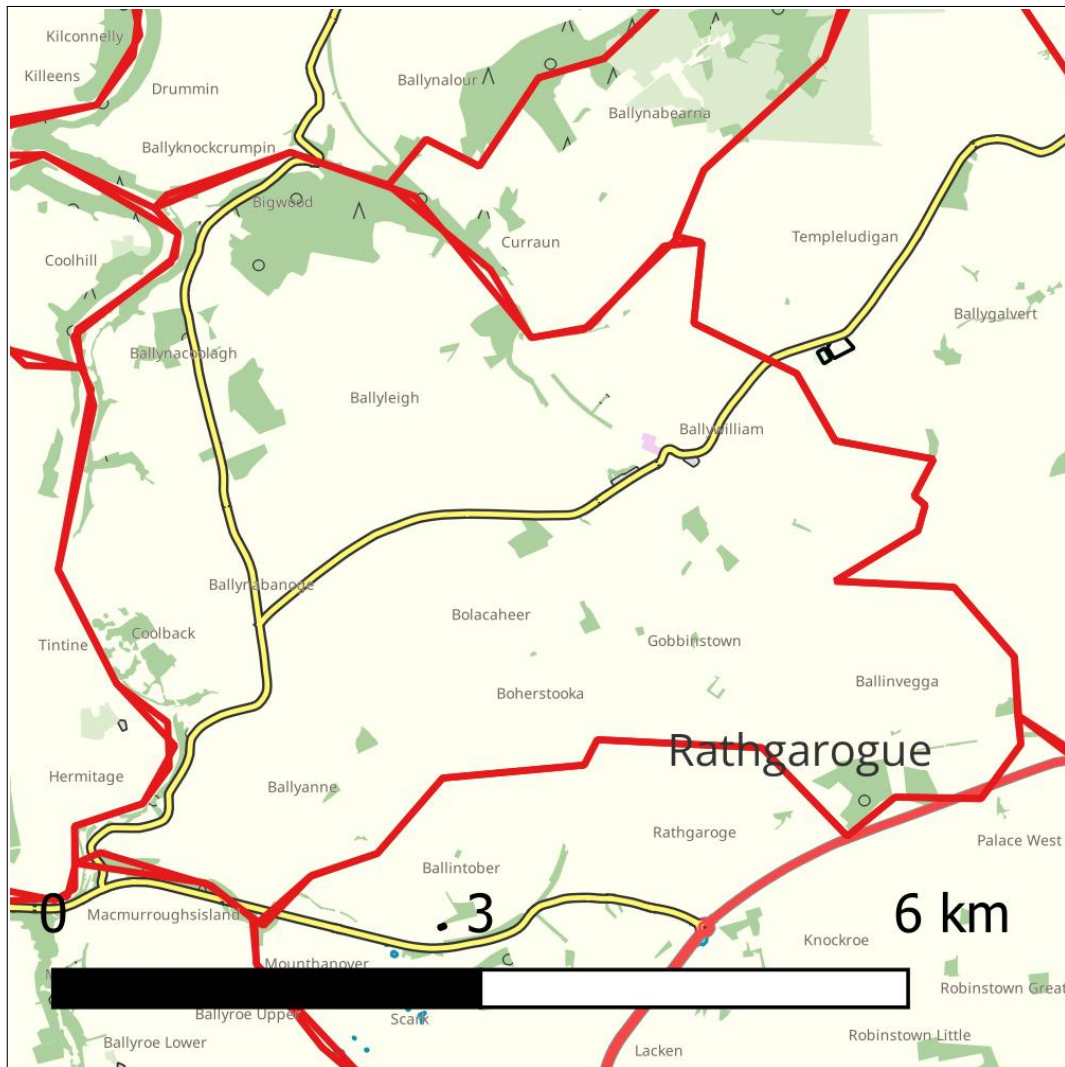 Kilconnelly
Killeens
Drummin
Ballynalour
Ballynabearna
Ballyknockcrumpin
Bigwood
Curraun
Templeludigan
Coolhill
Ballygalvert
Ballynacoolagh
Ballyleigh
Ballywilliam
Ballynabanoge
Bolacaheer
Coolback
Gobbinstown
Tintine
Boherstooka
Ballinvegga
Rathgarogue
Hermitage
Ballyanne
Rathgaroge
Palace West
Ballintober
0
3
6 km
Macmurroughsisland
Knockroe
Mounthanover
Robinstown Great
Ballyroe Upper
Scark
Robinstown Little
Ballyroe Lower
Lacken